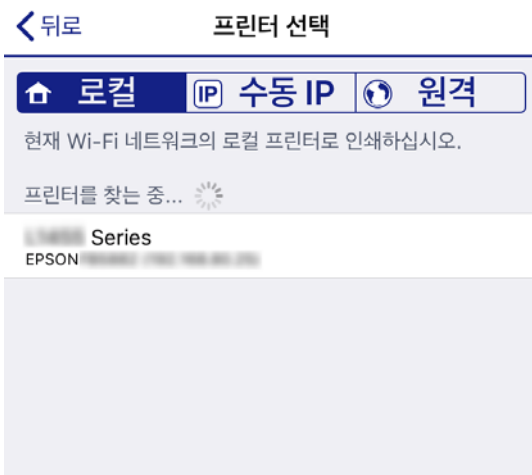 뒤로
프린터 선택
로컬
IP 수동 IP
원격
현재 Wi-Fi 네트워크의 로컬 프린터로 인쇄하십시오.
프린터를 찾는 중...
Series
EPSON